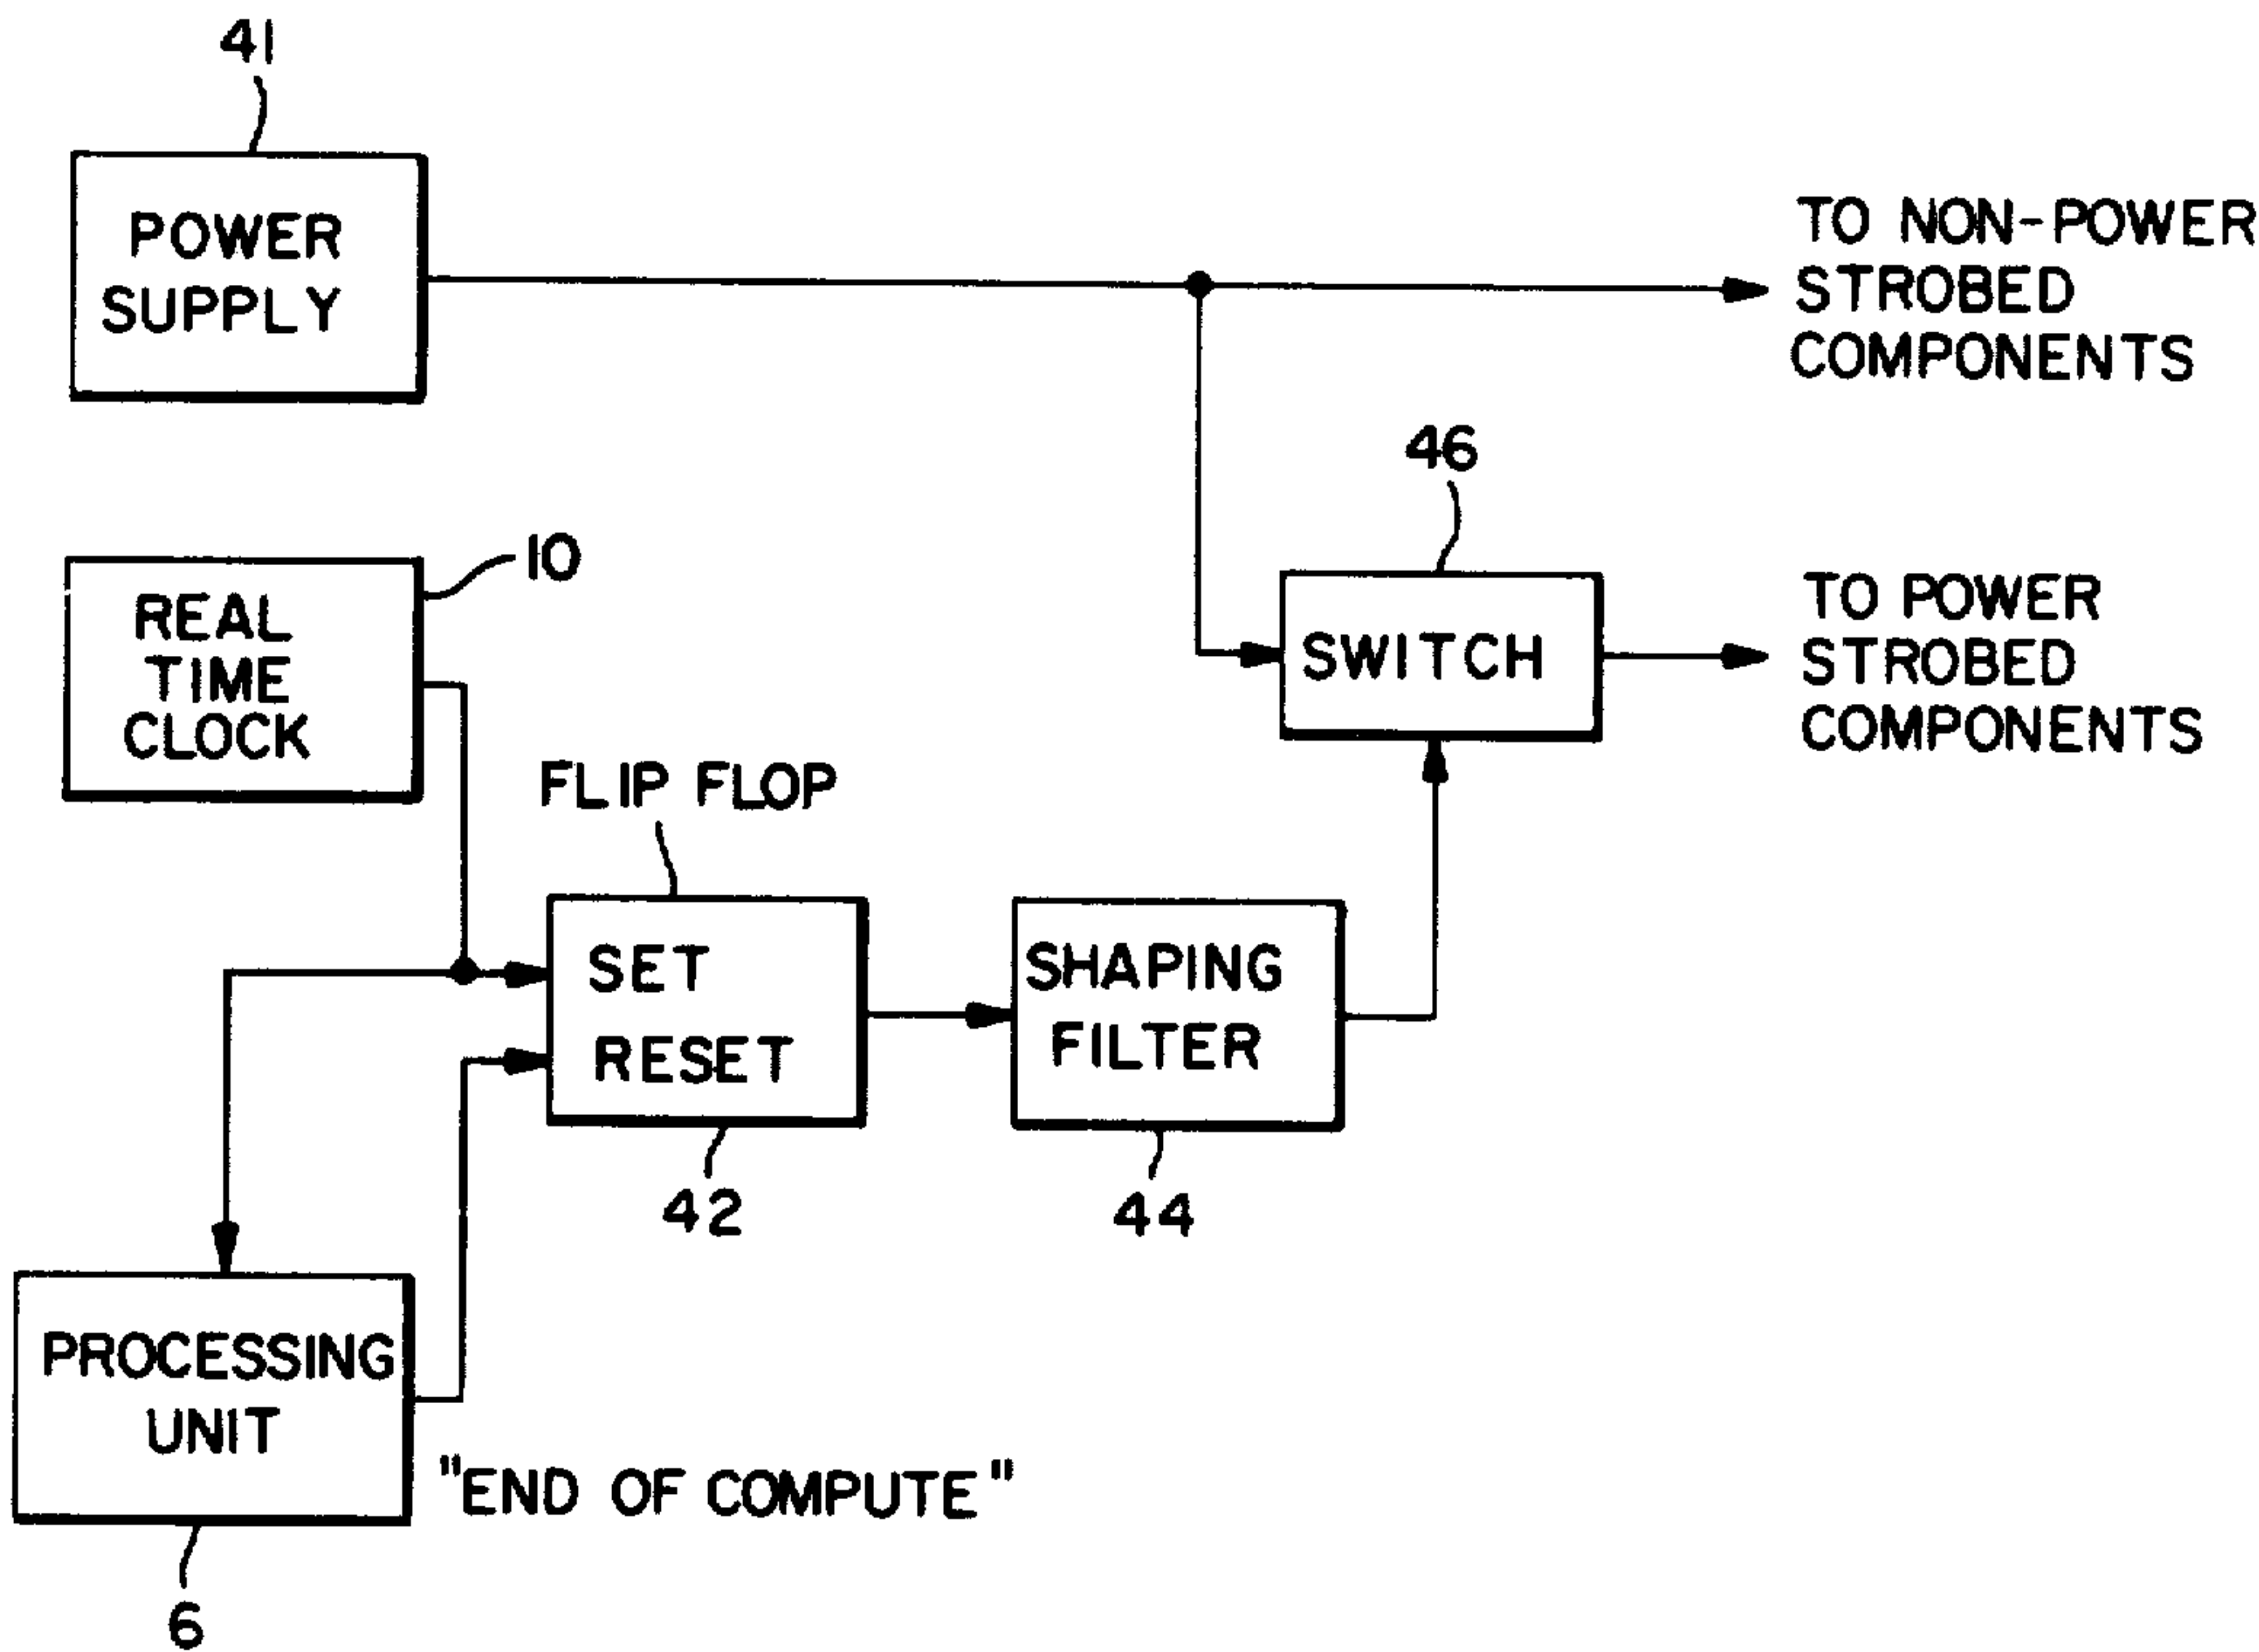 41
POWER
SUPPLY
TO NON-POWER
STROBED
COMPONENTS
46
10
REAL
TIME
CLOCK
SWITCH
TO POWER
STROBED
COMPONENTS
FLIP FLOP
SET
RESET
SHAPING
FILTER
42
44
PROCESSING
UNIT
"END OF COMPUTE"
6